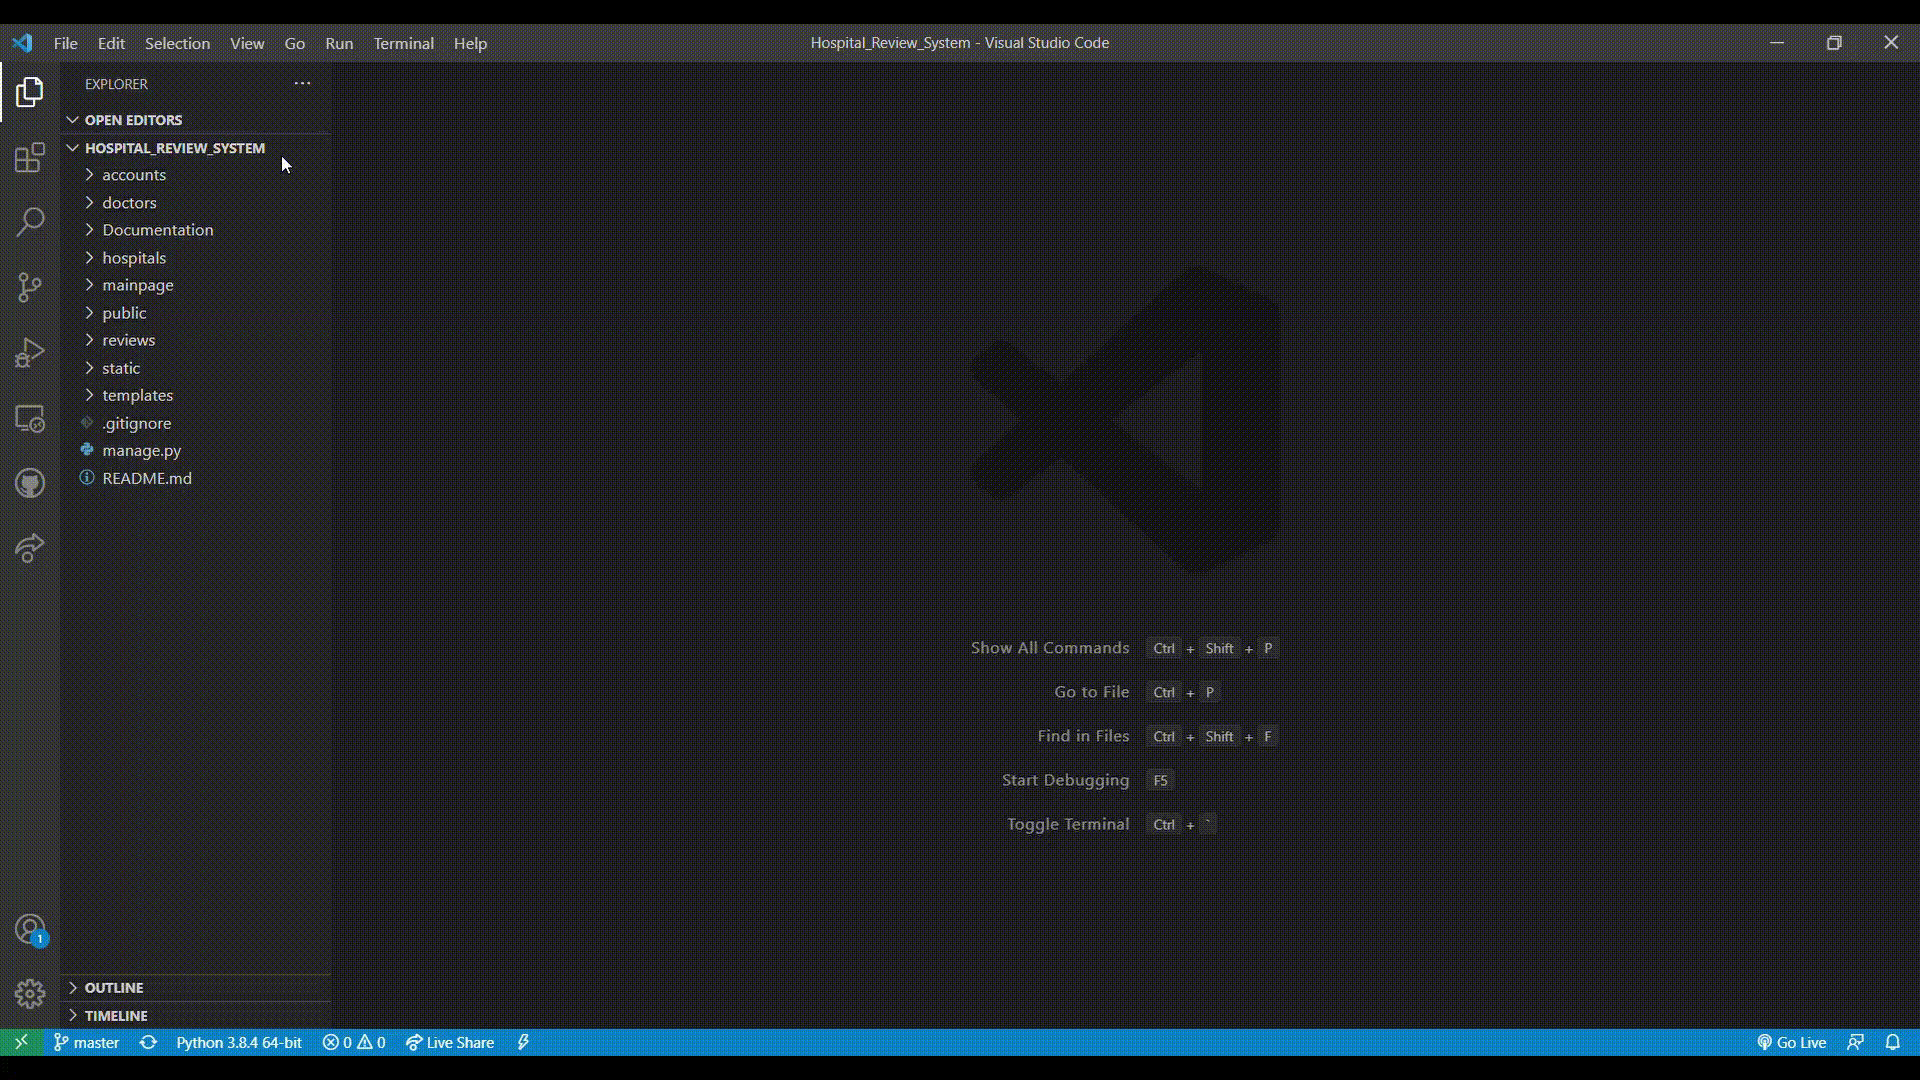 File Edit Selection View Go Run Terminal Help
Hospital_Review_System - Visual Studio Code
EXPLORER
OPEN EDITORS
HOSPITAL_REVIEW_SYSTEM
accounts
doctors
Documentation
hospitals
mainpage
public
reviews
static
templates
.gitignore
manage.py
README.md
Show All Commands Ctrl + Shift + P
Go to File Ctrl + P
Find in Files Ctrl + Shift + F
Start Debugging F5
Toggle Terminal Ctrl + `
1
OUTLINE
TIMELINE
master Python 3.8.4 64-bit 0 0 Live Share Go Live